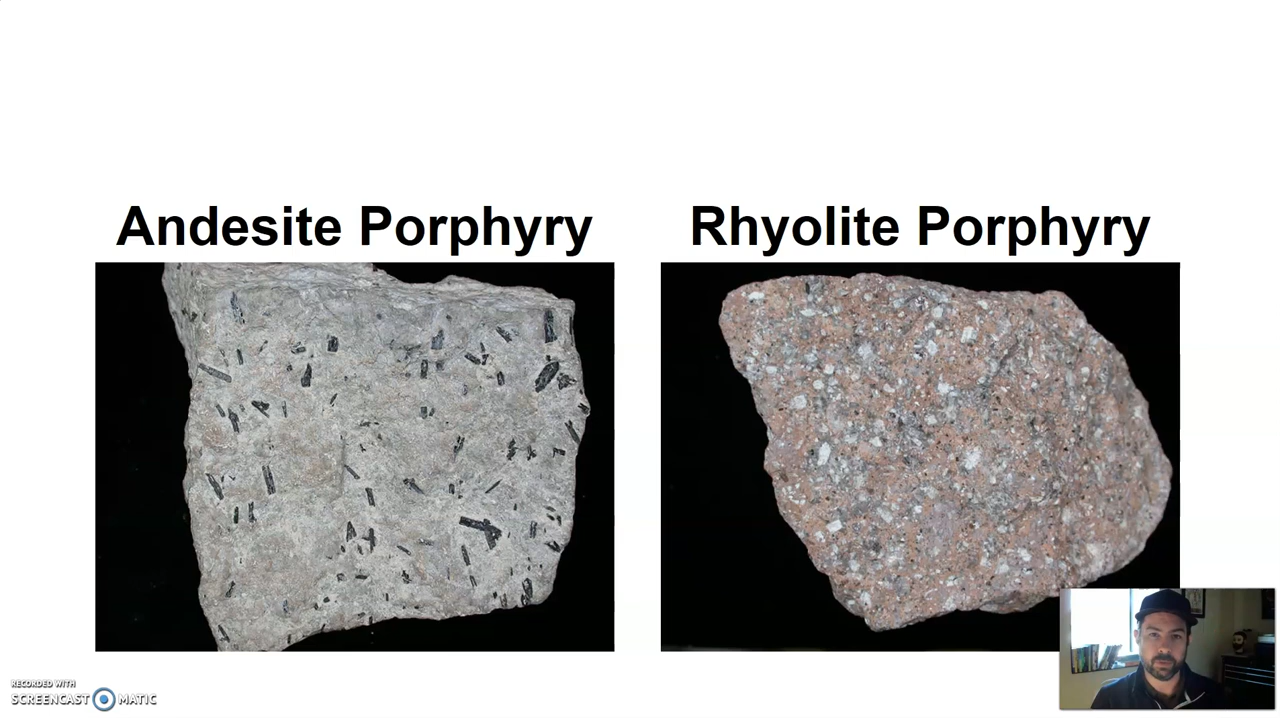 Andesite Porphyry
Rhyolite Porphyry
RECORDED WITH
SCREENCAST MATIC